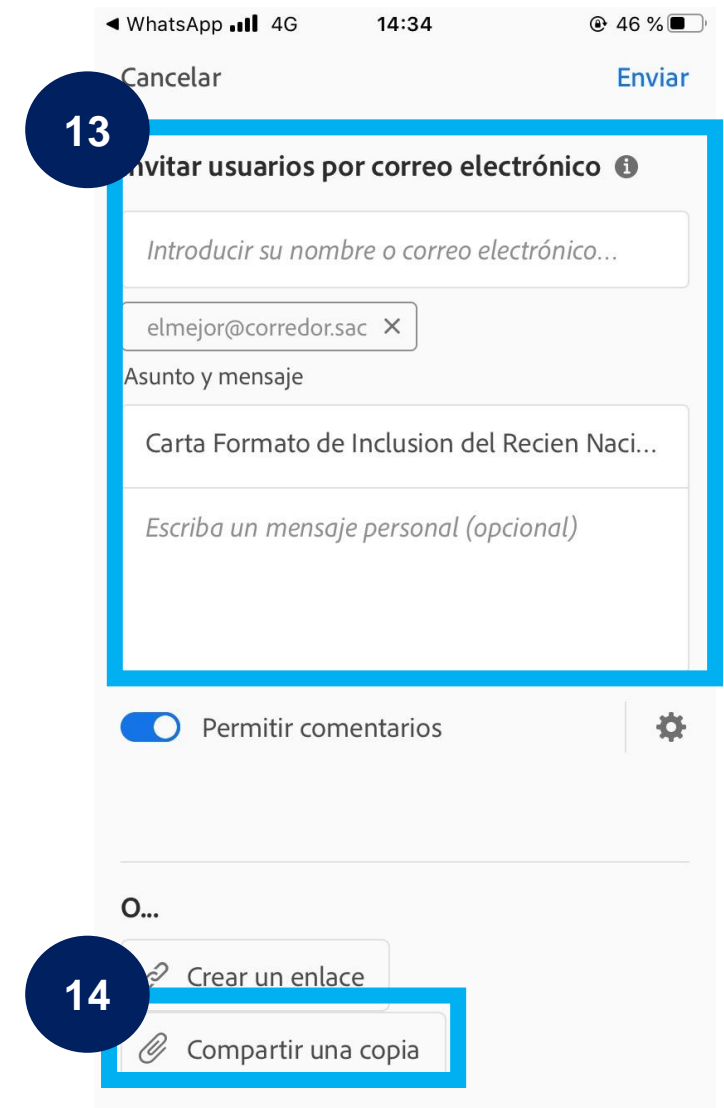 ◀ WhatsApp 4G 14:34 46 %
Cancelar Enviar
13
nvitar usuarios por correo electrónico
Introducir su nombre o correo electrónico...
elmejor@corredor.sac ×
Asunto y mensaje
Carta Formato de Inclusion del Recien Naci...
Escriba un mensaje personal (opcional)
Permitir comentarios
O...
Crear un enlace
14
Compartir una copia